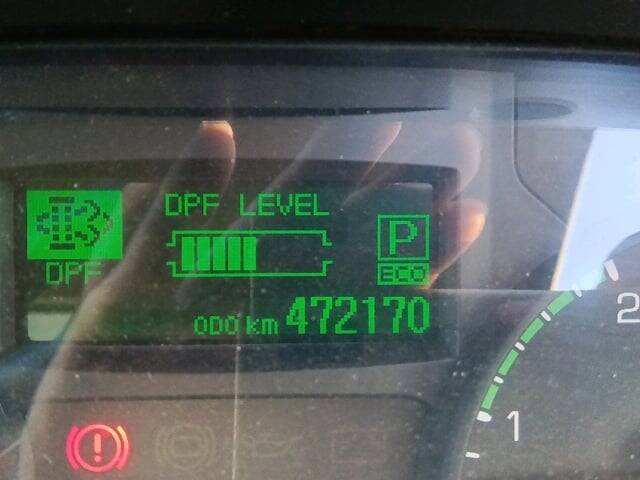 DPF LEVEL
DPF
P
ECO
ODO km 472170
2
1
!